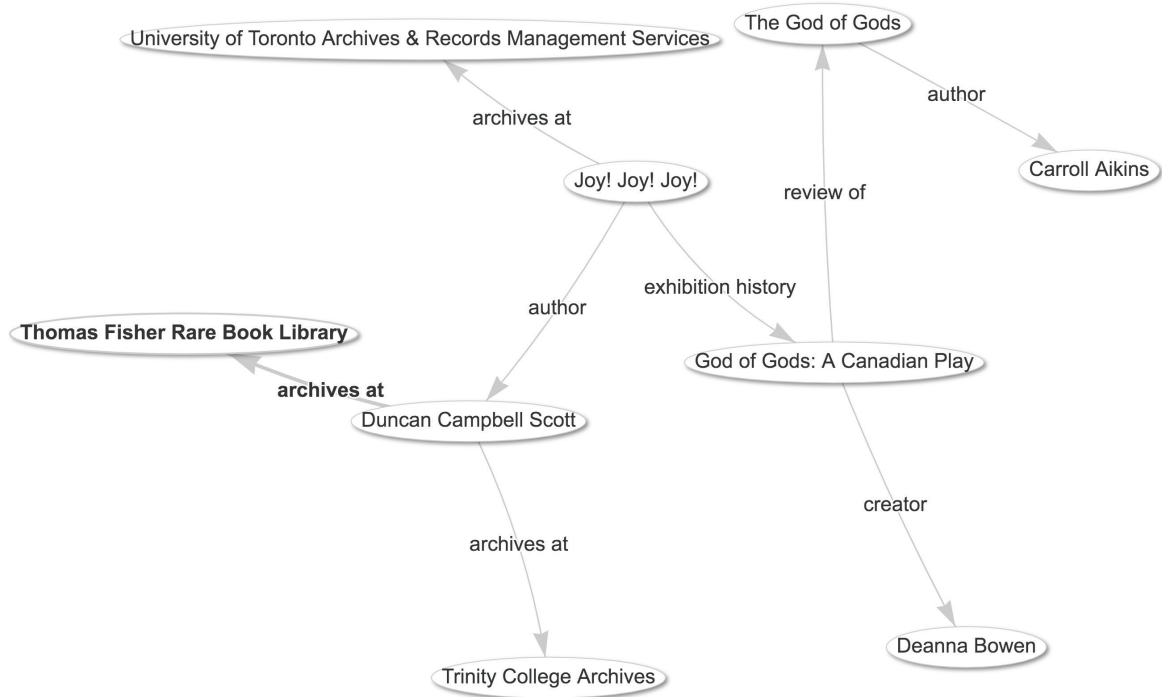 The God of Gods
University of Toronto Archives & Records Management Services
author
archives at
Carroll Aikins
Joy! Joy! Joy!
review of
exhibition history
author
Thomas Fisher Rare Book Library
God of Gods: A Canadian Play
archives at
Duncan Campbell Scott
creator
archives at
Deanna Bowen
Trinity College Archives